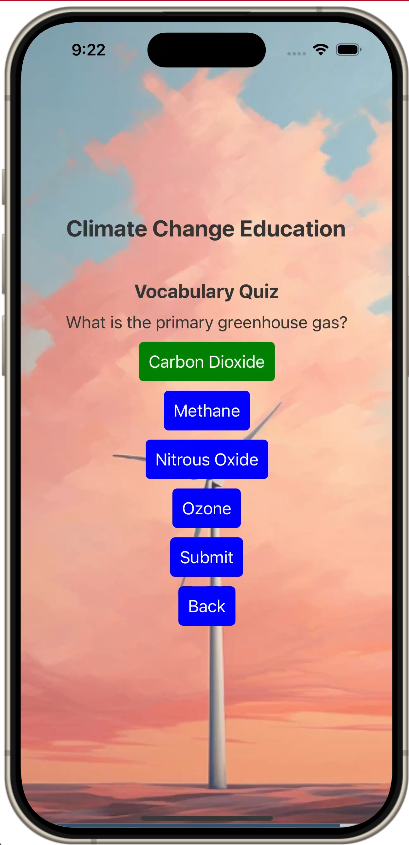 9:22
Climate Change Education
Vocabulary Quiz
What is the primary greenhouse gas?
Carbon Dioxide
Methane
Nitrous Oxide
Ozone
Submit
Back